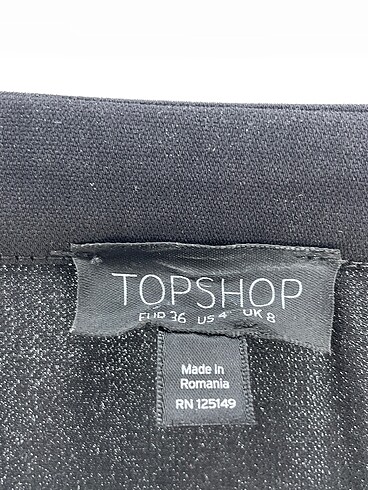 TOPSHOP
EUR 36 US 4 UK 8
Made in
Romania
RN 125149